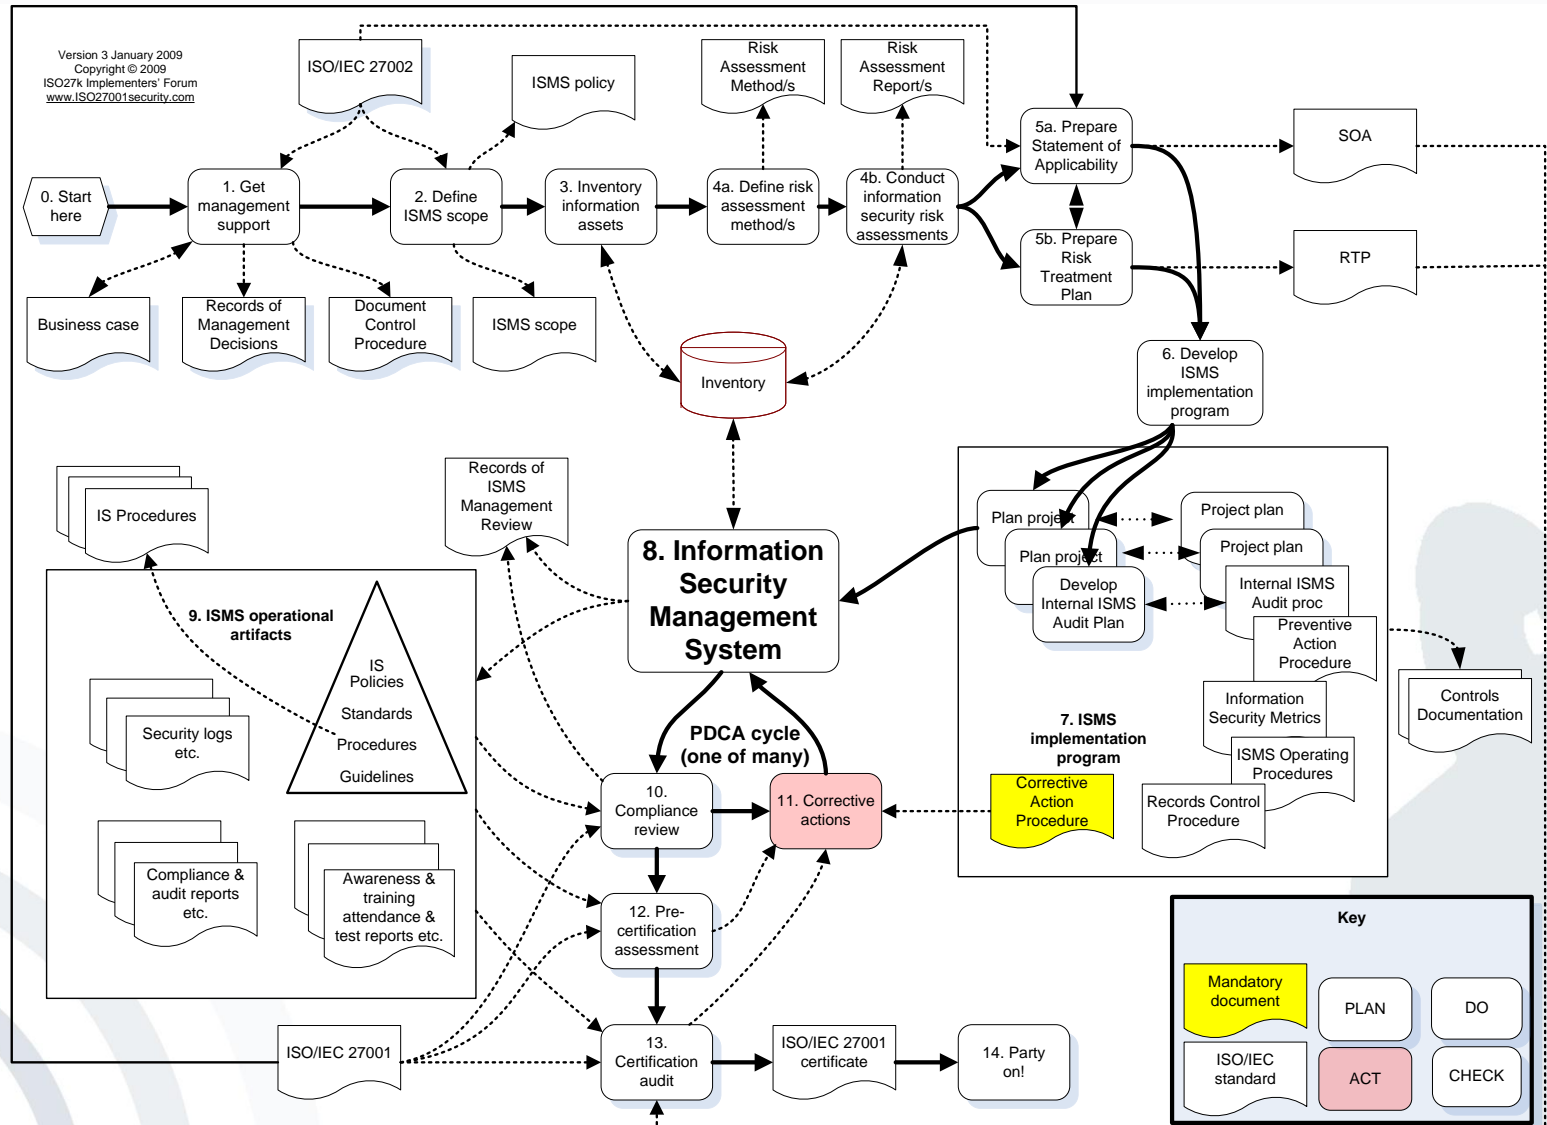 Version 3 January 2009
Copyright © 2009
ISO27k Implementers' Forum
www.ISO27001security.com
ISO/IEC 27002
ISMS policy
Risk
Assessment
Method/s
Risk
Assessment
Report/s
0. Start
here
1. Get
management
support
2. Define
ISMS scope
3. Inventory
information
assets
4a. Define risk
assessment
method/s
4b. Conduct
information
security risk
assessments
5a. Prepare
Statement of
Applicability
SOA
5b. Prepare
Risk
Treatment
Plan
RTP
Business case
Records of
Management
Decisions
Document
Control
Procedure
ISMS scope
Inventory
6. Develop
ISMS
implementation
program
IS Procedures
Records of
ISMS
Management
Review
8. Information
Security
Management
System
Plan project
Project plan
Plan project
Project plan
Develop
Internal ISMS
Audit Plan
Internal ISMS
Audit proc
Preventive
Action
Procedure
Controls
Documentation
Information
Security Metrics
7. ISMS
implementation
program
ISMS Operating
Procedures
Corrective
Action
Procedure
Records Control
Procedure
9. ISMS operational
artifacts
IS
Policies
Standards
Procedures
Guidelines
Security logs
etc.
Compliance &
audit reports
etc.
Awareness &
training
attendance &
test reports etc.
PDCA cycle
(one of many)
10.
Compliance
review
11. Corrective
actions
12. Pre-
certification
assessment
ISO/IEC 27001
13.
Certification
audit
ISO/IEC 27001
certificate
14. Party
on!
Key
Mandatory
document
PLAN
DO
ISO/IEC
standard
ACT
CHECK